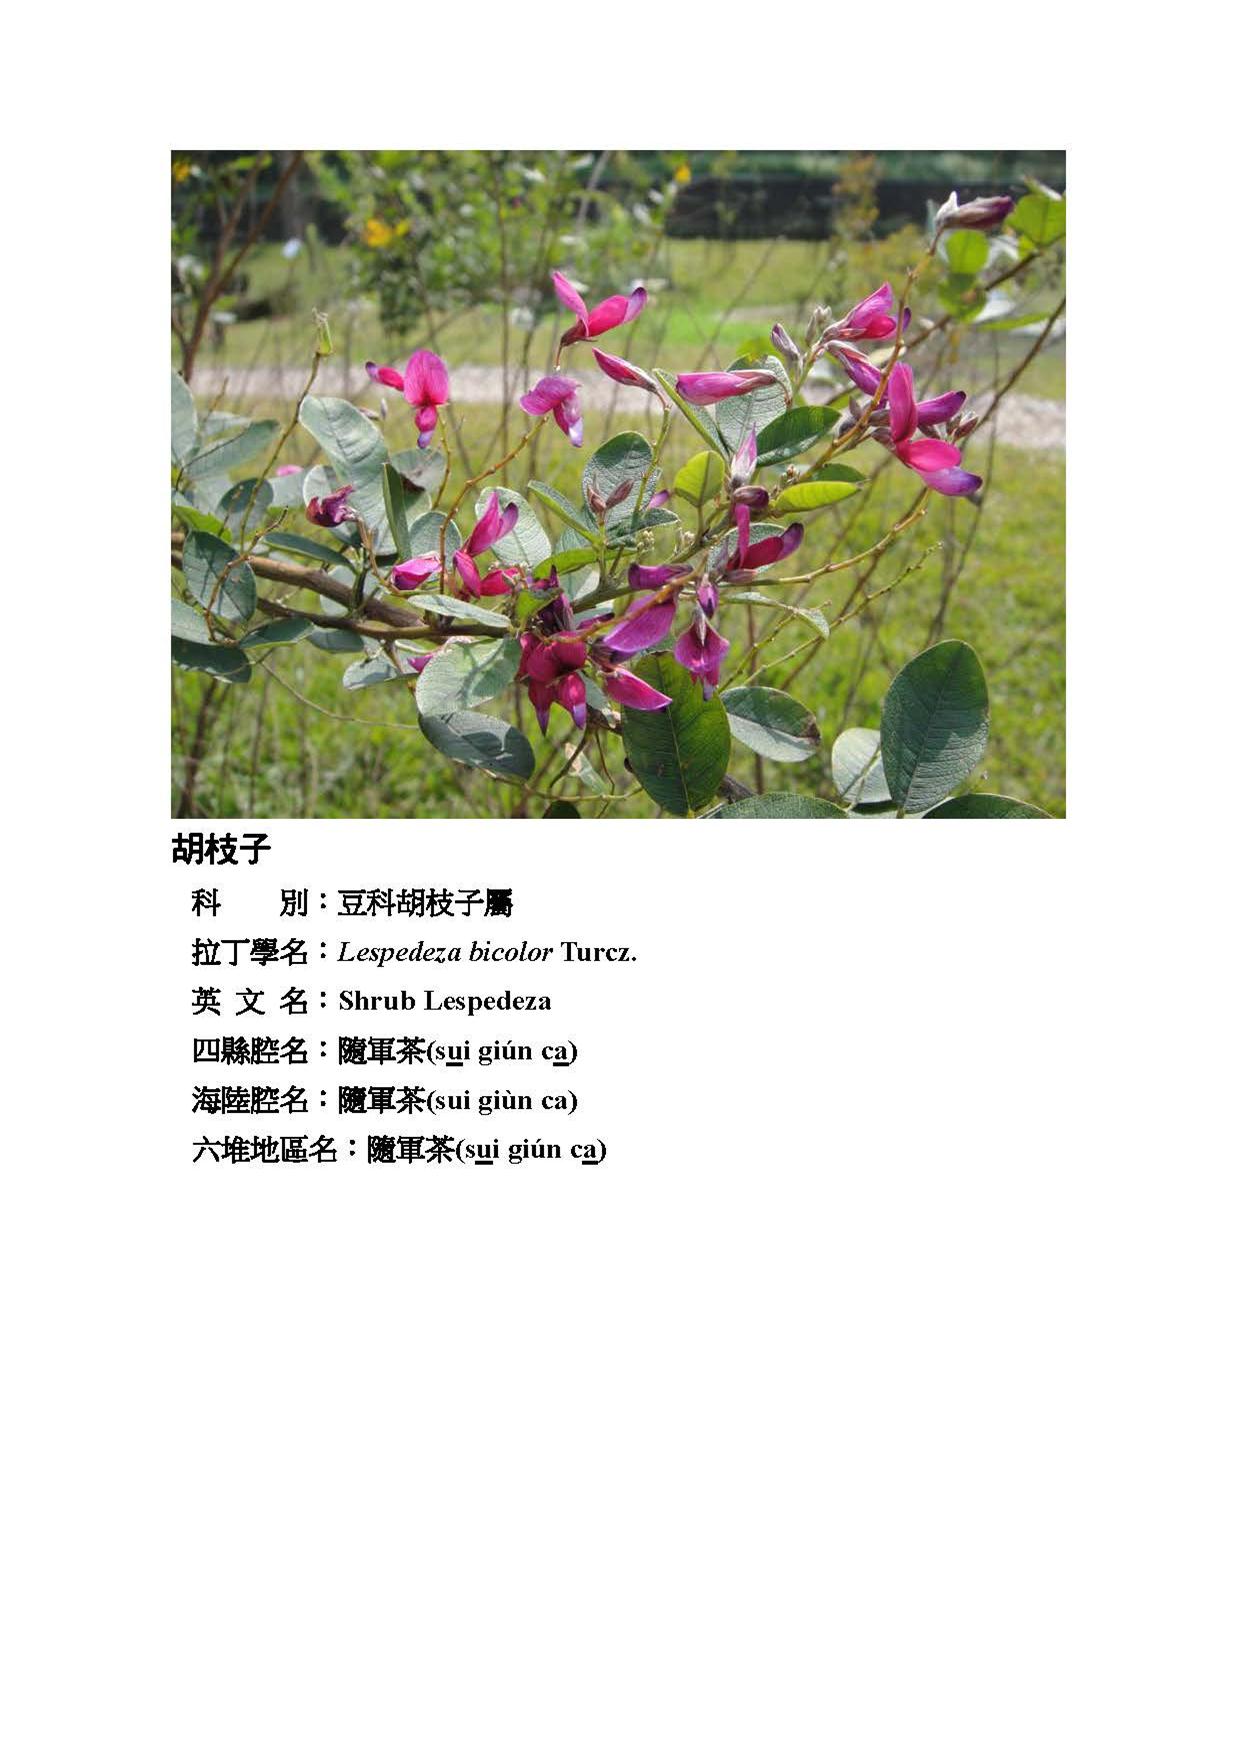 胡枝子
科　　別：豆科胡枝子屬
拉丁學名：Lespedeza bicolor Turcz.
英 文 名：Shrub Lespedeza
四縣腔名：隨軍茶(su̲i giún ca̲)
海陸腔名：隨軍茶(sui giùn ca)
六堆地區名：隨軍茶(su̲i giún ca̲)